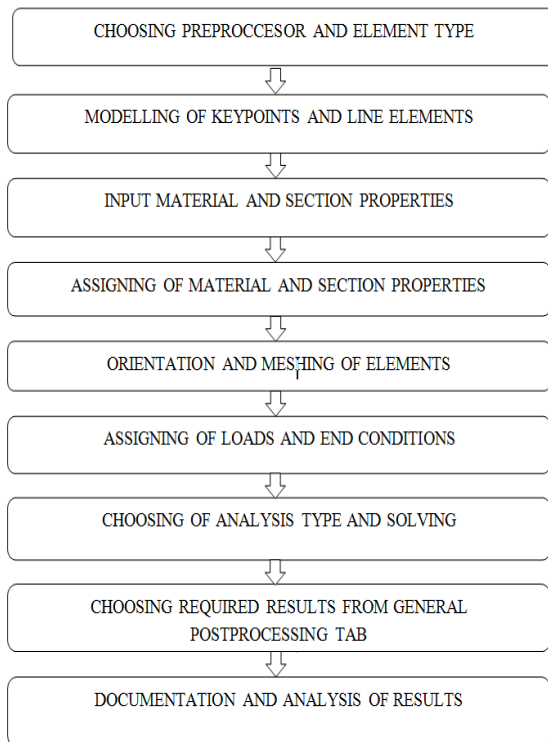 CHOOSING PREPROCCESOR AND ELEMENT TYPE
MODELLING OF KEYPOINTS AND LINE ELEMENTS
INPUT MATERIAL AND SECTION PROPERTIES
ASSIGNING OF MATERIAL AND SECTION PROPERTIES
ORIENTATION AND MESHING OF ELEMENTS
ASSIGNING OF LOADS AND END CONDITIONS
CHOOSING OF ANALYSIS TYPE AND SOLVING
CHOOSING REQUIRED RESULTS FROM GENERAL
POSTPROCESSING TAB
DOCUMENTATION AND ANALYSIS OF RESULTS